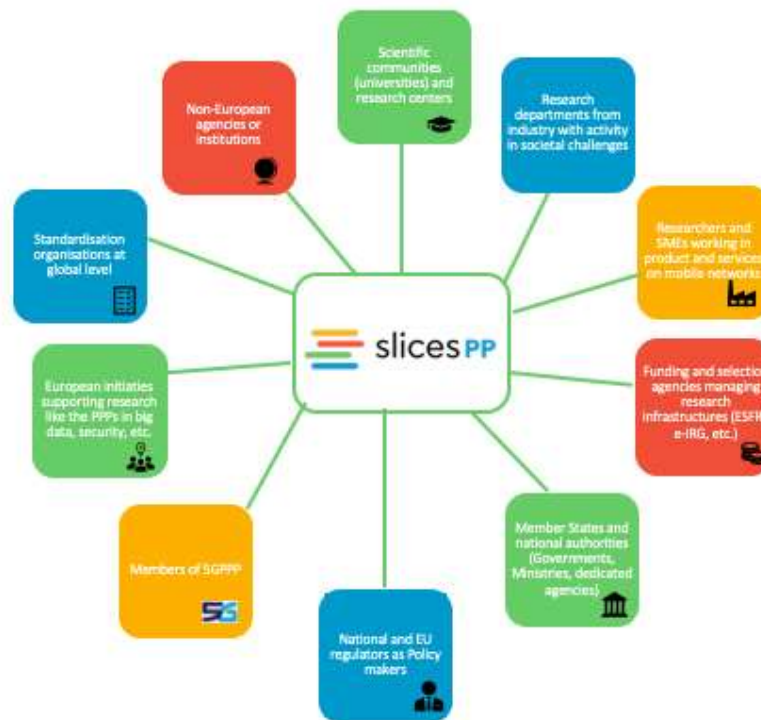 Scientific
communities
(universities) and
research centers
Non-European
agencies or
institutions
Research
departments from
industry with activity
in societal challenges
Standardisation
organisations at
global level
Researchers and
SMEs working in
product and services
on mobile networks
slices PP
European initiaties
supporting research
like the PPPs in big
data, security, etc.
Funding and selection
agencies managing
research
infrastructures (ESFRI,
e-IRG, etc.)
Members of 5GPPP
5G
Member States and
national authorities
(Governments,
Ministries, dedicated
agencies)
National and EU
regulators as Policy
makers